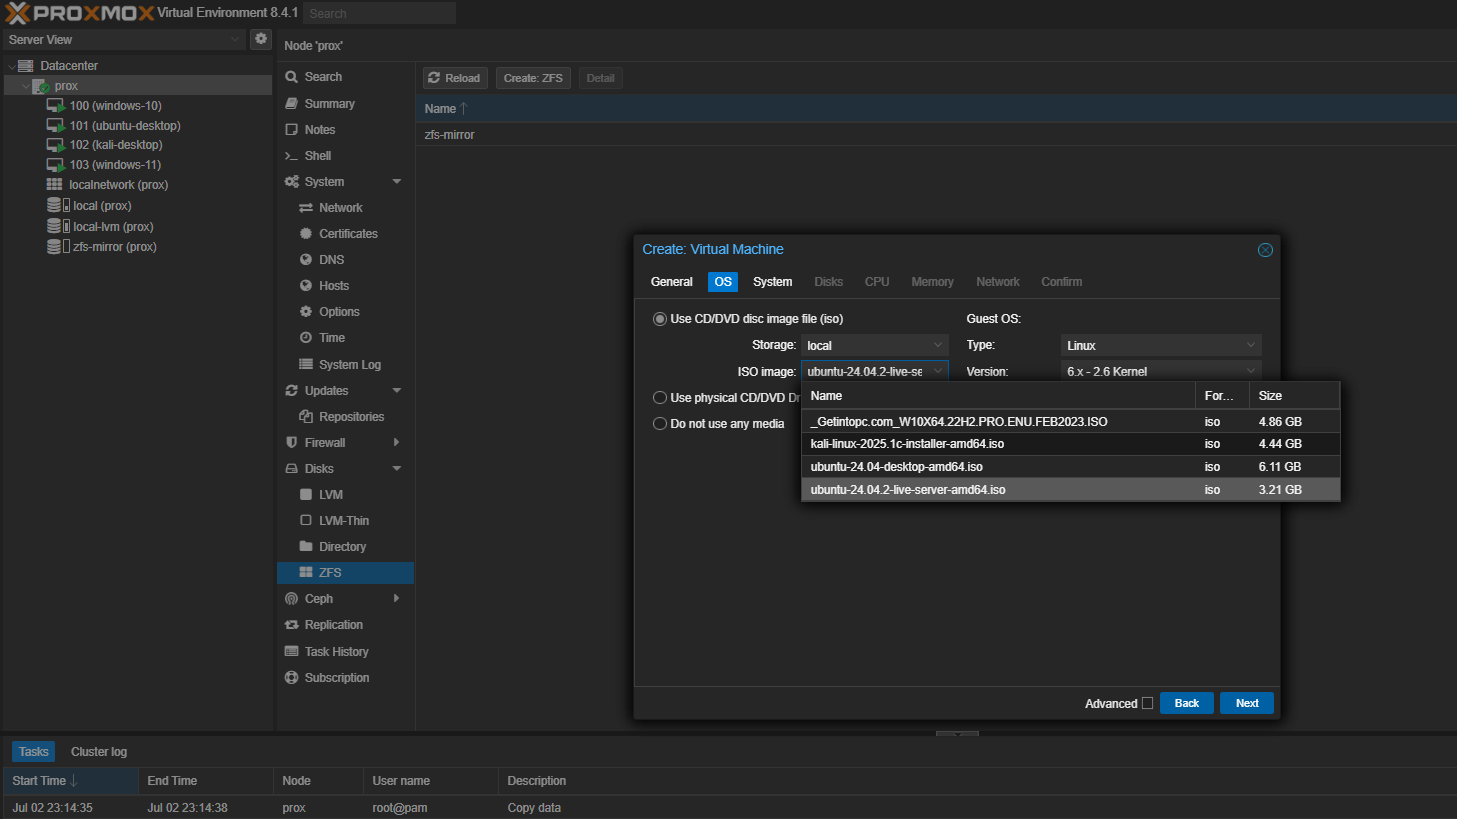 PROXMOX Virtual Environment 8.4.1 Search
Server View
Datacenter
prox
100 (windows-10)
101 (ubuntu-desktop)
102 (kali-desktop)
103 (windows-11)
localnetwork (prox)
local (prox)
local-lvm (prox)
zfs-mirror (prox)
Node 'prox'
Search
Summary
Notes
Shell
System
Network
Certificates
DNS
Hosts
Options
Time
System Log
Updates
Repositories
Firewall
Disks
LVM
LVM-Thin
Directory
ZFS
Ceph
Replication
Task History
Subscription
Reload Create: ZFS Detail
Name
zfs-mirror
Create: Virtual Machine
General OS System Disks CPU Memory Network Confirm
Use CD/DVD disc image file (iso)
Storage: local
ISO image: ubuntu-24.04.2-live-se
Use physical CD/DVD Dr
Do not use any media
Guest OS:
Type: Linux
Version: 6.x - 2.6 Kernel
Name For... Size
_Getintopc.com_W10X64.22H2.PRO.ENU.FEB2023.ISO iso 4.86 GB
kali-linux-2025.1c-installer-amd64.iso iso 4.44 GB
ubuntu-24.04-desktop-amd64.iso iso 6.11 GB
ubuntu-24.04.2-live-server-amd64.iso iso 3.21 GB
Advanced Back Next
Tasks Cluster log
Start Time End Time Node User name Description
Jul 02 23:14:35 Jul 02 23:14:38 prox root@pam Copy data